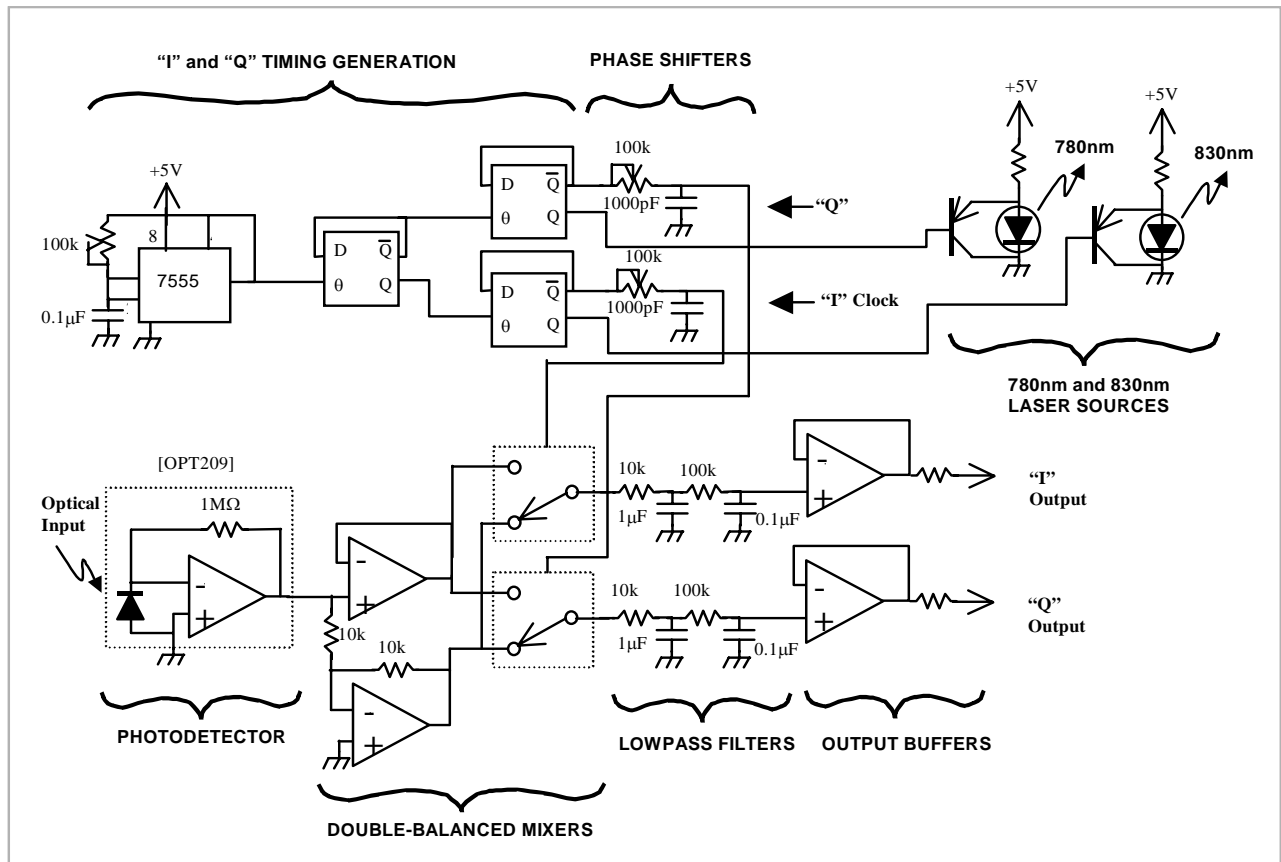 “I” and “Q” TIMING GENERATION
PHASE SHIFTERS
+5V
+5V
780nm
830nm
100k
D
Q
θ
Q
1000pF
“Q”
+5V
100k
8
7555
0.1µF
D
Q
θ
Q
100k
D
Q
θ
Q
1000pF
“I” Clock
780nm and 830nm
LASER SOURCES
[OPT209]
Optical
Input
1MΩ
-
+
-
+
10k
10k
-
+
10k
100k
1µF
0.1µF
-
+
“I”
Output
10k
100k
1µF
0.1µF
-
+
“Q”
Output
PHOTODETECTOR
LOWPASS FILTERS
OUTPUT BUFFERS
DOUBLE-BALANCED MIXERS